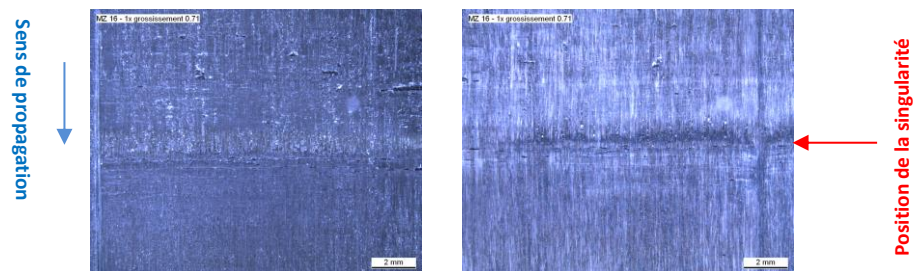 Sens de propagation
MZ 16 - 1x grossissement 0.71
2 mm
MZ 16 - 1x grossissement 0.71
2 mm
Position de la singularité